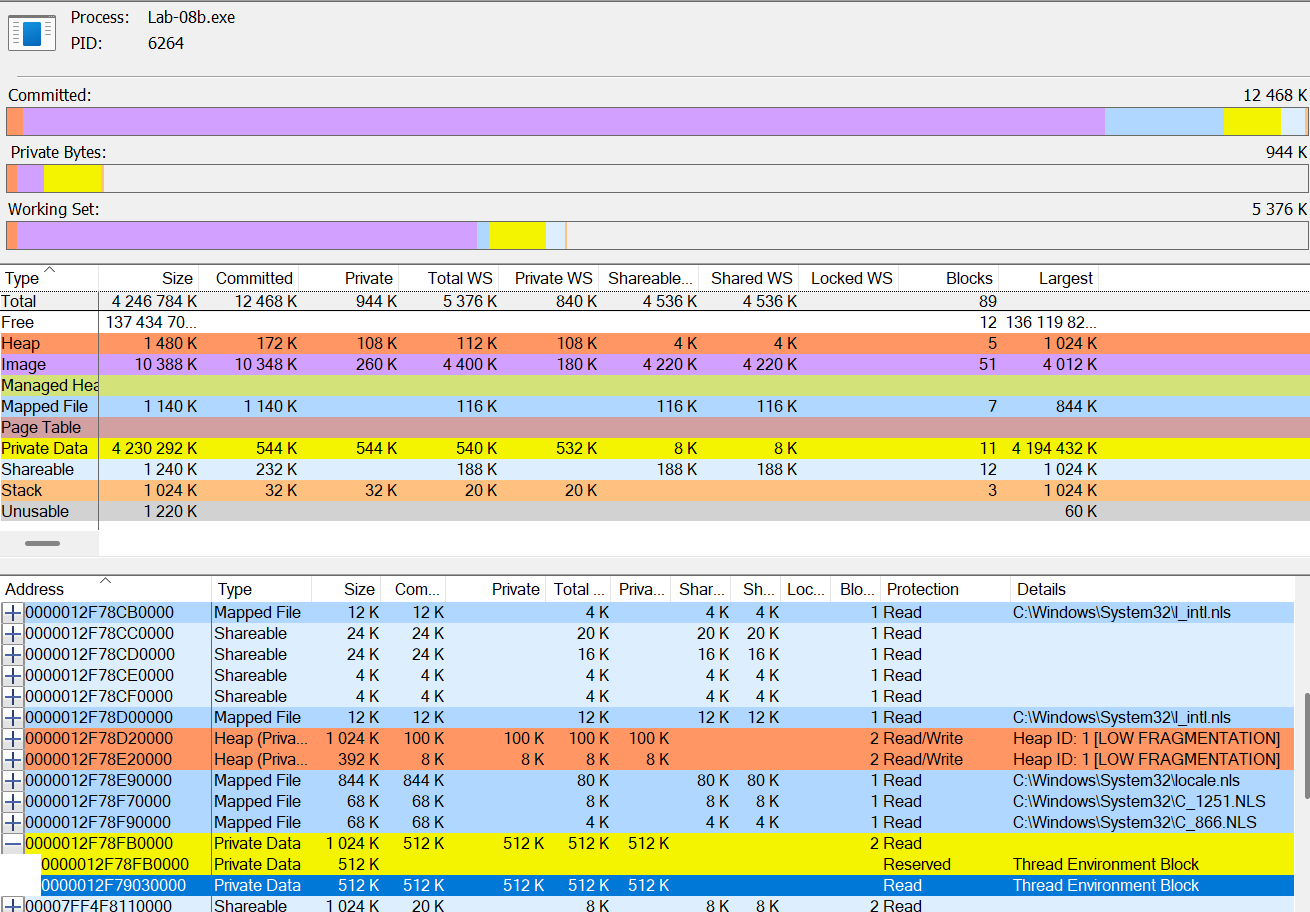 Process: Lab-08b.exe
PID: 6264
Committed: 12 468 K
Private Bytes: 944 K
Working Set: 5 376 K
Type Size Committed Private Total WS Private WS Shareable... Shared WS Locked WS Blocks Largest
Total 4 246 784 K 12 468 K 944 K 5 376 K 840 K 4 536 K 4 536 K 89
Free 137 434 70... 12 136 119 82...
Heap 1 480 K 172 K 108 K 112 K 108 K 4 K 4 K 5 1 024 K
Image 10 388 K 10 348 K 260 K 4 400 K 180 K 4 220 K 4 220 K 51 4 012 K
Managed Hea
Mapped File 1 140 K 1 140 K 116 K 116 K 116 K 7 844 K
Page Table
Private Data 4 230 292 K 544 K 544 K 540 K 532 K 8 K 8 K 11 4 194 432 K
Shareable 1 240 K 232 K 188 K 188 K 188 K 12 1 024 K
Stack 1 024 K 32 K 32 K 20 K 20 K 3 1 024 K
Unusable 1 220 K 60 K
Address Type Size Com... Private Total ... Priva... Shar... Sh... Loc... Blo... Protection Details
0000012F78CB0000 Mapped File 12 K 12 K 4 K 4 K 4 K 1 Read C:\Windows\System32\l_intl.nls
0000012F78CC0000 Shareable 24 K 24 K 20 K 20 K 20 K 1 Read
0000012F78CD0000 Shareable 24 K 24 K 16 K 16 K 16 K 1 Read
0000012F78CE0000 Shareable 4 K 4 K 4 K 4 K 4 K 1 Read
0000012F78CF0000 Shareable 4 K 4 K 4 K 4 K 4 K 1 Read
0000012F78D00000 Mapped File 12 K 12 K 12 K 12 K 12 K 1 Read C:\Windows\System32\l_intl.nls
0000012F78D20000 Heap (Priva... 1 024 K 100 K 100 K 100 K 100 K 2 Read/Write Heap ID: 1 [LOW FRAGMENTATION]
0000012F78E20000 Heap (Priva... 392 K 8 K 8 K 8 K 8 K 2 Read/Write Heap ID: 1 [LOW FRAGMENTATION]
0000012F78E90000 Mapped File 844 K 844 K 80 K 80 K 80 K 1 Read C:\Windows\System32\locale.nls
0000012F78F70000 Mapped File 68 K 68 K 8 K 8 K 8 K 1 Read C:\Windows\System32\C_1251.NLS
0000012F78F90000 Mapped File 68 K 68 K 4 K 4 K 4 K 1 Read C:\Windows\System32\C_866.NLS
0000012F78FB0000 Private Data 1 024 K 512 K 512 K 512 K 512 K 2 Read
0000012F78FB0000 Private Data 512 K Reserved Thread Environment Block
0000012F79030000 Private Data 512 K 512 K 512 K 512 K 512 K Read Thread Environment Block
00007FF4F8110000 Shareable 1 024 K 20 K 8 K 8 K 8 K 2 Read